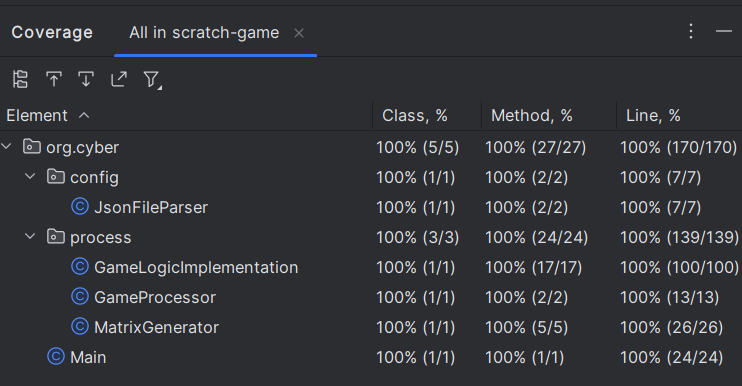 Coverage All in scratch-game
Element Class, % Method, % Line, %
org.cyber 100% (5/5) 100% (27/27) 100% (170/170)
config 100% (1/1) 100% (2/2) 100% (7/7)
JsonFileParser 100% (1/1) 100% (2/2) 100% (7/7)
process 100% (3/3) 100% (24/24) 100% (139/139)
GameLogicImplementation 100% (1/1) 100% (17/17) 100% (100/100)
GameProcessor 100% (1/1) 100% (2/2) 100% (13/13)
MatrixGenerator 100% (1/1) 100% (5/5) 100% (26/26)
Main 100% (1/1) 100% (1/1) 100% (24/24)